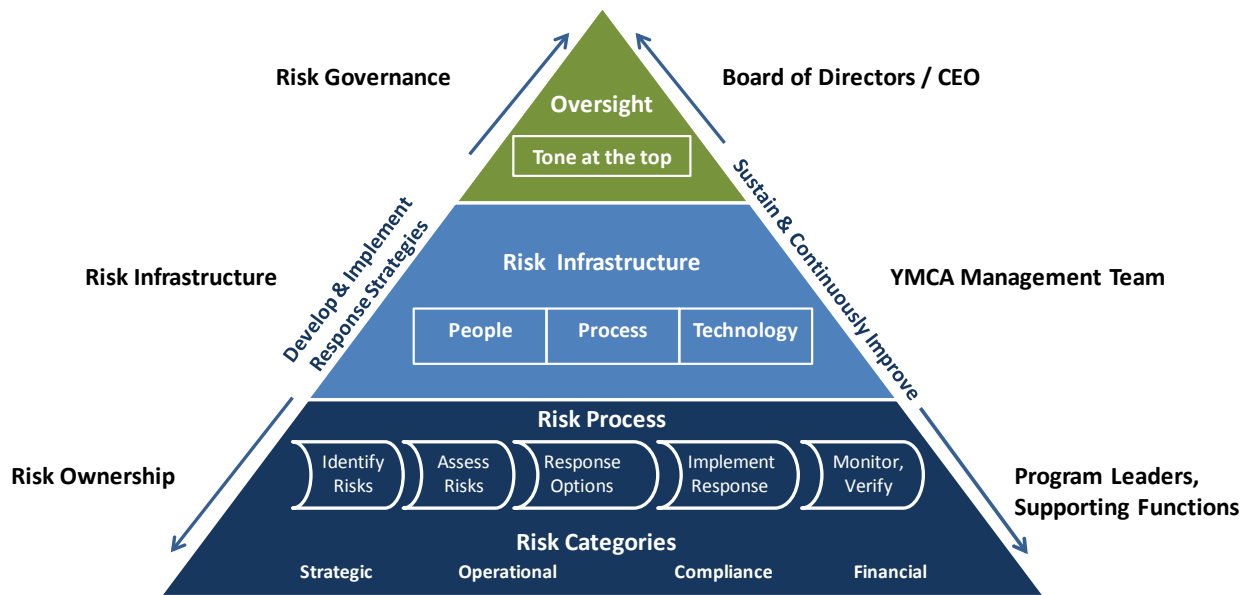 Risk Governance
Board of Directors / CEO
Oversight
Tone at the top
Develop & Implement
Response Strategies
Sustain & Continuously Improve
Risk Infrastructure
Risk Infrastructure
YMCA Management Team
People
Process
Technology
Risk Process
Risk Ownership
Identify
Risks
Assess
Risks
Response
Options
Implement
Response
Monitor,
Verify
Program Leaders,
Supporting Functions
Risk Categories
Strategic
Operational
Compliance
Financial